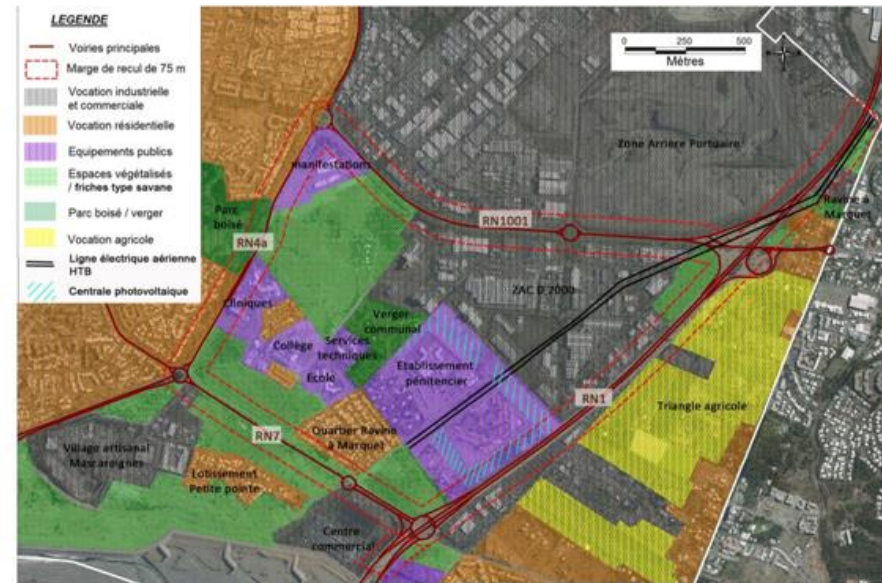 LEGENDE
Voiries principales
Marge de recul de 75 m
Vocation industrielle
et commerciale
Vocation résidentielle
Equipements publics
Espaces végétalisés
/ friches type savane
Parc boisé / verger
Vocation agricole
Ligne électrique aérienne
HTB
Centrale photovoltaique
0 250 500
Mètres
Zone Arrière Portuaire
manifestations
Parc
boisé
RN4a
RN1001
Ravine à
Marquet
ZAC D 2000
Cliniques
Verger
communal
Collège
Services
techniques
Ecole
Etablissement
pénitencier
RN1
Triangle agricole
Quartier Ravine
à Marquet
RN7
Village artisanal
Mascareignes
Lotissement
Petite pointe
Centre
commercial